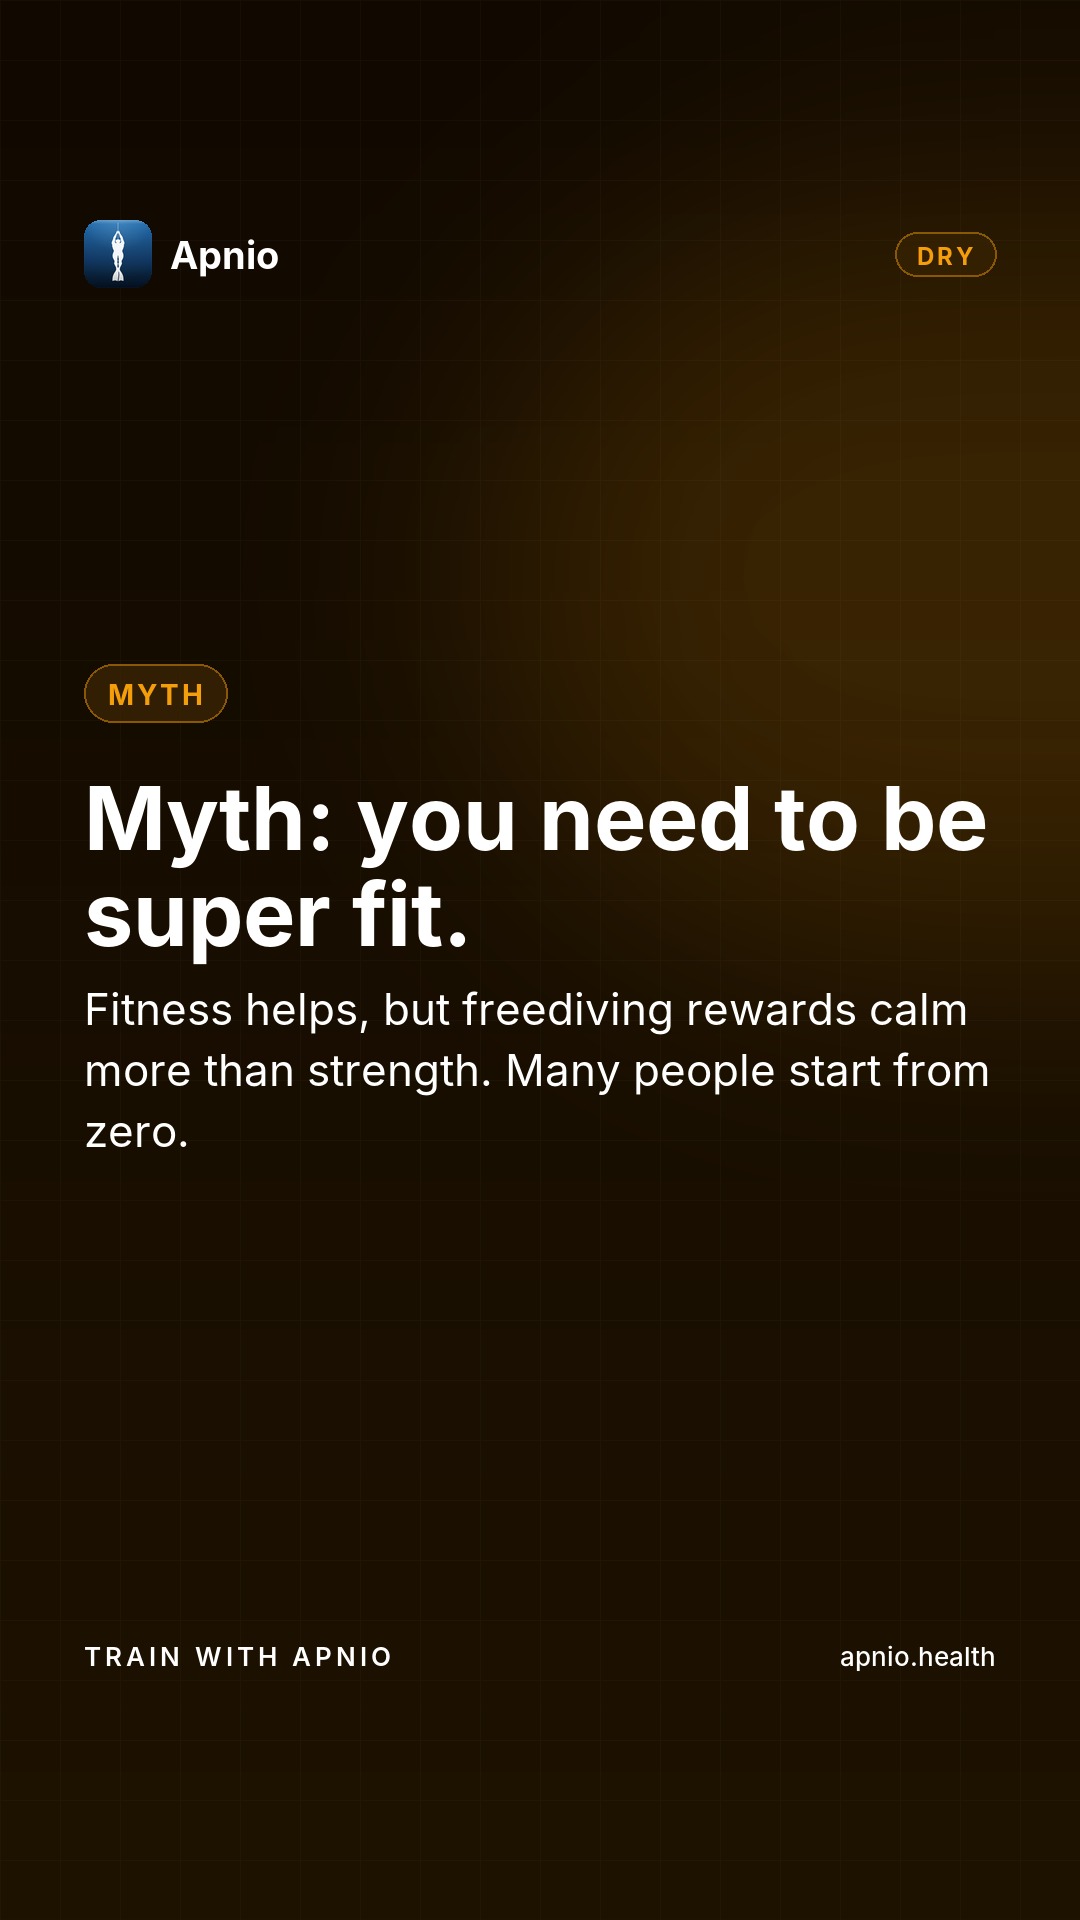 Apnio
DRY
MYTH
Myth: you need to be
super fit.
Fitness helps, but freediving rewards calm
more than strength. Many people start from
zero.
TRAIN WITH APNIO
apnio.health